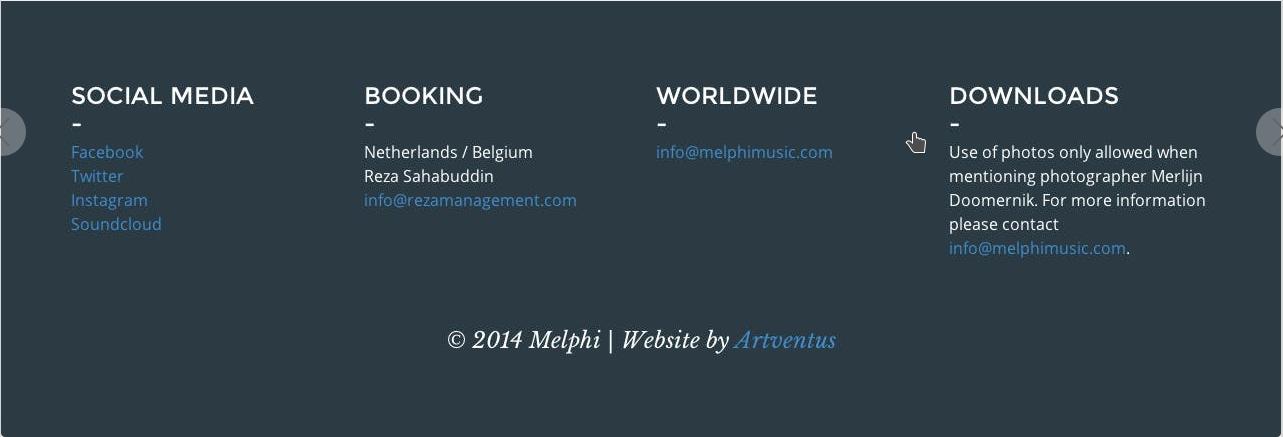 SOCIAL MEDIA
-
Facebook
Twitter
Instagram
Soundcloud
BOOKING
-
Netherlands / Belgium
Reza Sahabuddin
info@rezamanagement.com
WORLDWIDE
-
info@melphimusic.com
DOWNLOADS
-
Use of photos only allowed when
mentioning photographer Merlijn
Doomernik. For more information
please contact
info@melphimusic.com.
© 2014 Melphi | Website by Artventus